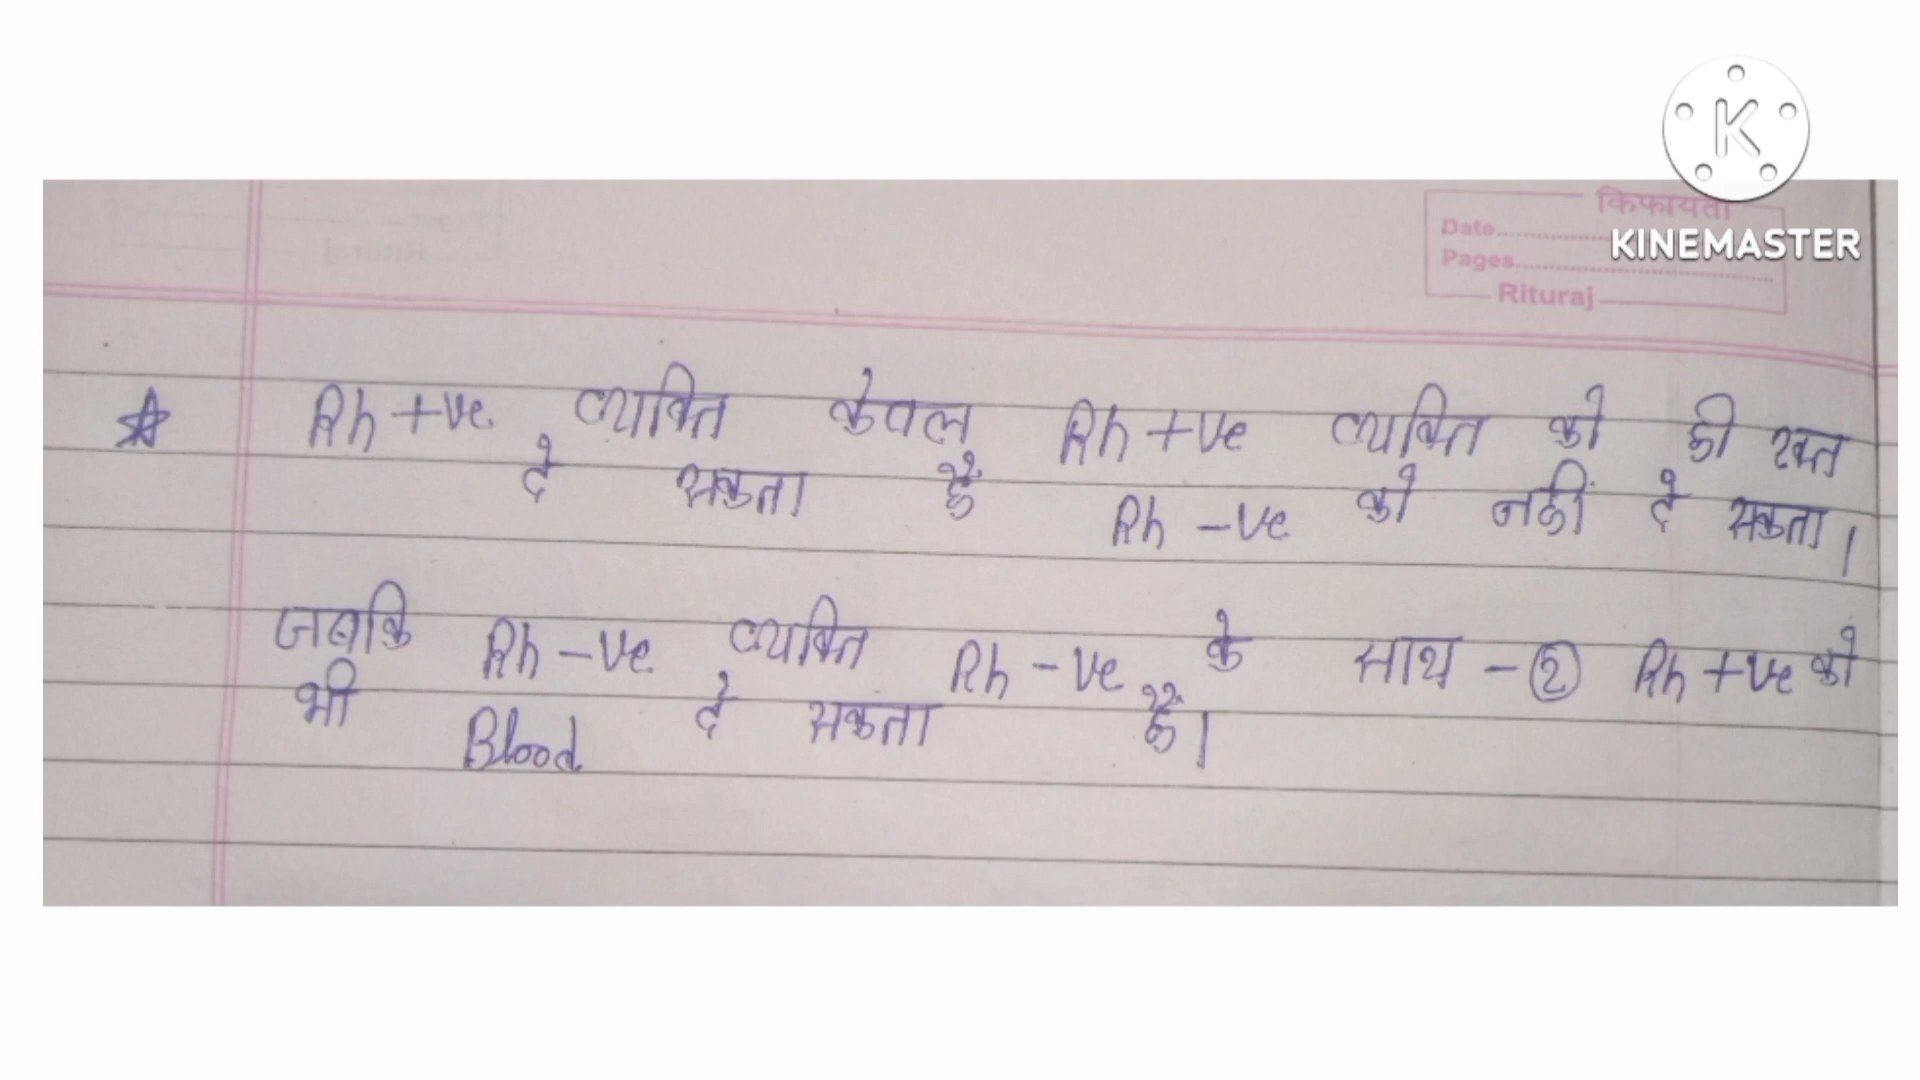 KINEMASTER
किफायती
Date
Pages
Rituraj
Rh +ve व्यक्ति केवल Rh +ve व्यक्ति को ही रक्त
दे सकता है Rh -ve को नहीं दे सकता।
जबकि Rh -ve व्यक्ति Rh -ve के साथ -② Rh +ve को
भी Blood दे सकता है।